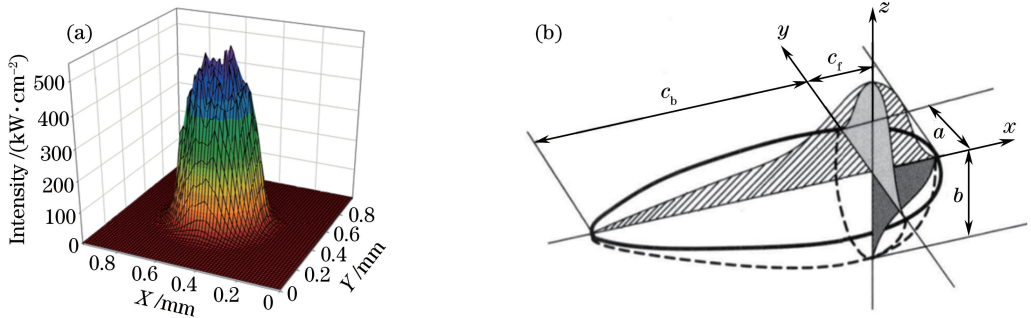 (a)
Intensity /(kW·cm⁻²)
500
400
300
200
100
0
0.8
0.6
0.4
0.2
0
X /mm
0
0.2
0.4
0.6
0.8
Y /mm
(b)
z
y
c_f
c_b
a
x
b